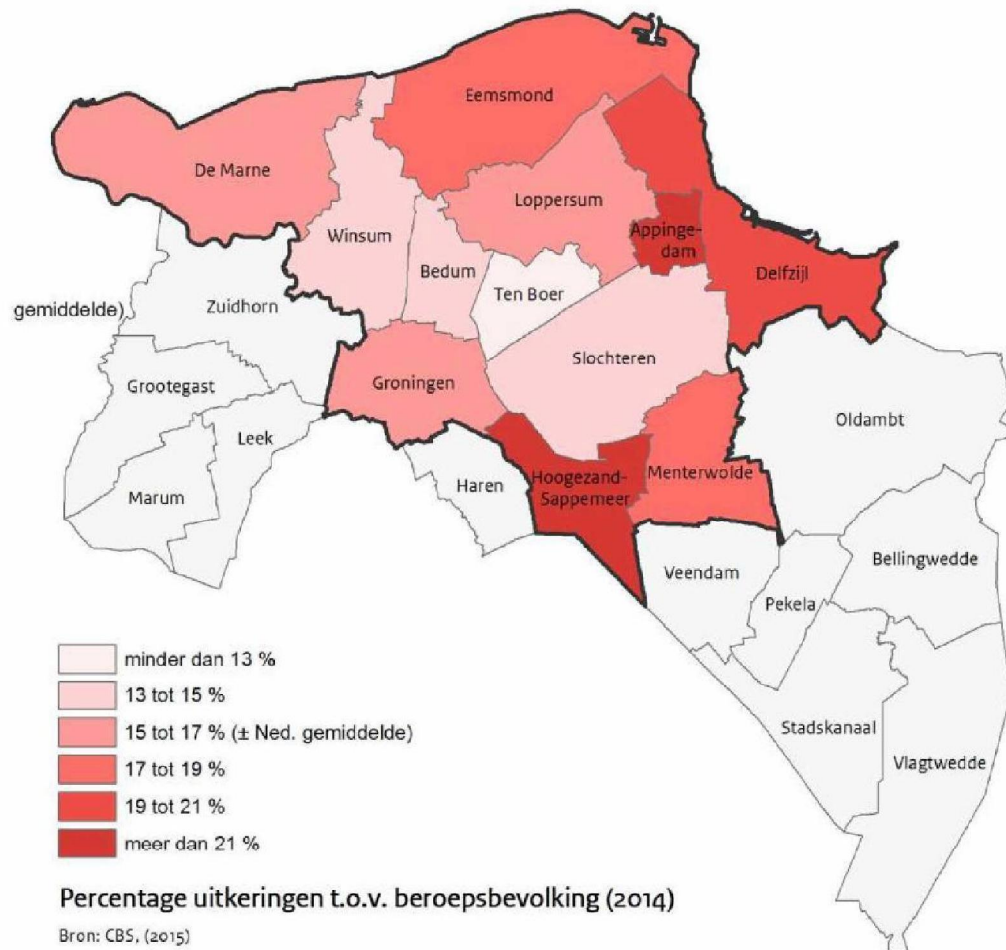 Eemsmond
De Marne
Loppersum
Winsum
Appinge-
dam
Bedum
Delfzijl
Ten Boer
Zuidhorn
gemiddelde)
Slochteren
Groningen
Grootegast
Oldambt
Leek
Hoogezand-
Sappemeer
Menterwolde
Haren
Marum
Bellingwedde
Veendam
Pekela
Stadskanaal
Vlagtwedde
minder dan 13 %
13 tot 15 %
15 tot 17 % (± Ned. gemiddelde)
17 tot 19 %
19 tot 21 %
meer dan 21 %
Percentage uitkeringen t.o.v. beroepsbevolking (2014)
Bron: CBS, (2015)